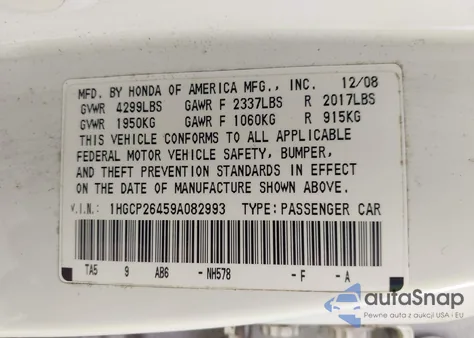 MFD. BY HONDA OF AMERICA MFG., INC. 12/08
GVWR 4299LBS GAWR F 2337LBS R 2017LBS
GVWR 1950KG GAWR F 1060KG R 915KG
THIS VEHICLE CONFORMS TO ALL APPLICABLE
FEDERAL MOTOR VEHICLE SAFETY, BUMPER,
AND THEFT PREVENTION STANDARDS IN EFFECT
ON THE DATE OF MANUFACTURE SHOWN ABOVE.
V.I.N.: 1HGCP26459A082993 TYPE: PASSENGER CAR
TA5 9 AB6 -NH578 -F -A
autaSnap
Pewne auta z aukcji USA - EU